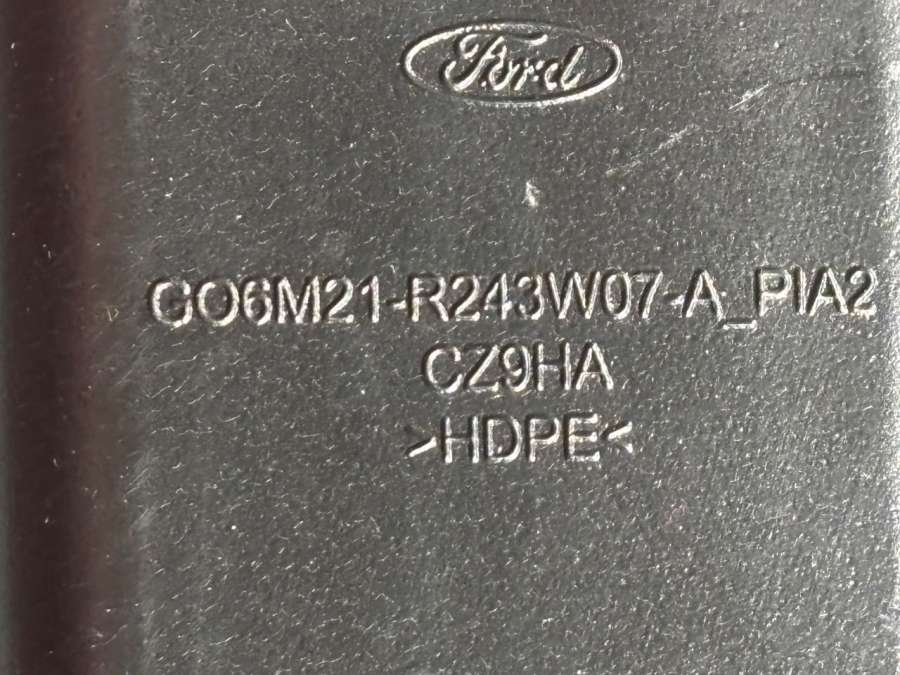 Ford
GO6M21-R243W07-A_PIA2
CZ9HA
>HDPE<